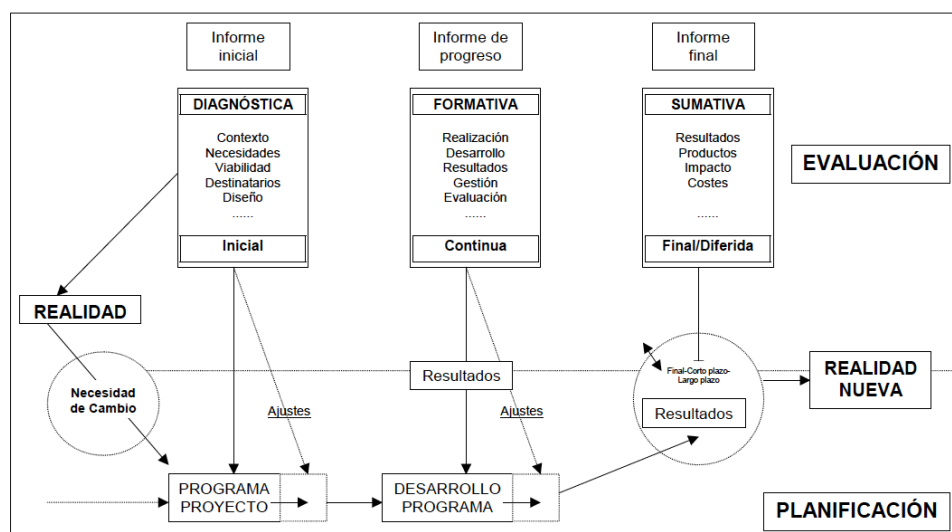 Informe
inicial
Informe de
progreso
Informe
final
DIAGNÓSTICA
Contexto
Necesidades
Viabilidad
Destinatarios
Diseño
......
Inicial
FORMATIVA
Realización
Desarrollo
Resultados
Gestión
Evaluación
......
Continua
SUMATIVA
Resultados
Productos
Impacto
Costes
......
Final/Diferida
EVALUACIÓN
REALIDAD
Necesidad
de Cambio
Resultados
Final-Corto plazo-
Largo plazo
Resultados
REALIDAD
NUEVA
Ajustes
Ajustes
PROGRAMA
PROYECTO
DESARROLLO
PROGRAMA
PLANIFICACIÓN